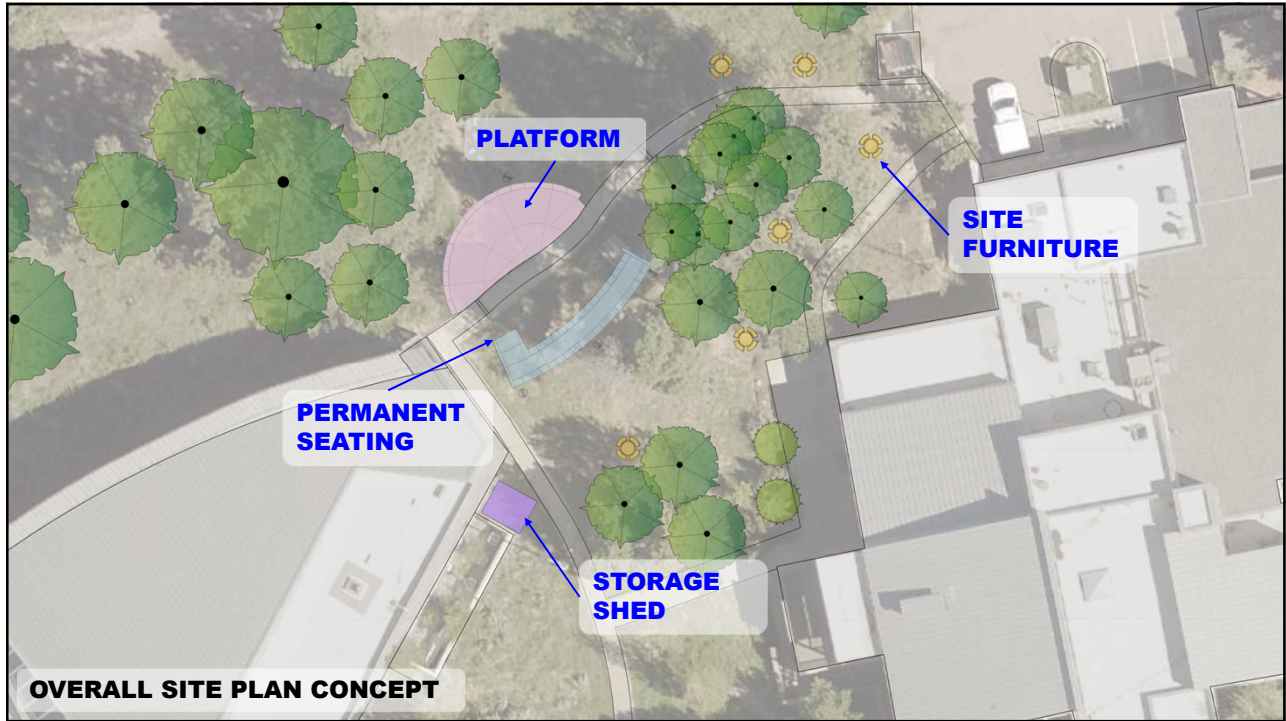 PLATFORM
SITE
FURNITURE
PERMANENT
SEATING
STORAGE
SHED
OVERALL SITE PLAN CONCEPT